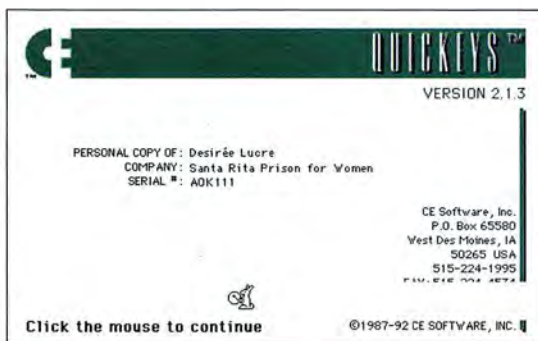 QUICKEYS™
VERSION 2.1.3
PERSONAL COPY OF: Desirée Lucre
COMPANY: Santa Rita Prison for Women
SERIAL #: AOK111
CE Software, Inc.
P.O. Box 65580
West Des Moines, IA
50265 USA
515-224-1995
Click the mouse to continue
©1987-92 CE SOFTWARE, INC.